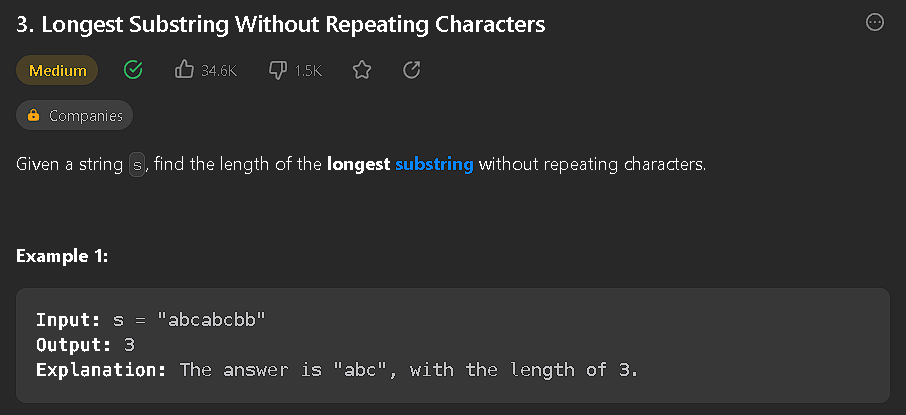 3. Longest Substring Without Repeating Characters
Medium 34.6K 1.5K
Companies
Given a string s, find the length of the longest substring without repeating characters.
Example 1:
Input: s = "abcabcbb"
Output: 3
Explanation: The answer is "abc", with the length of 3.